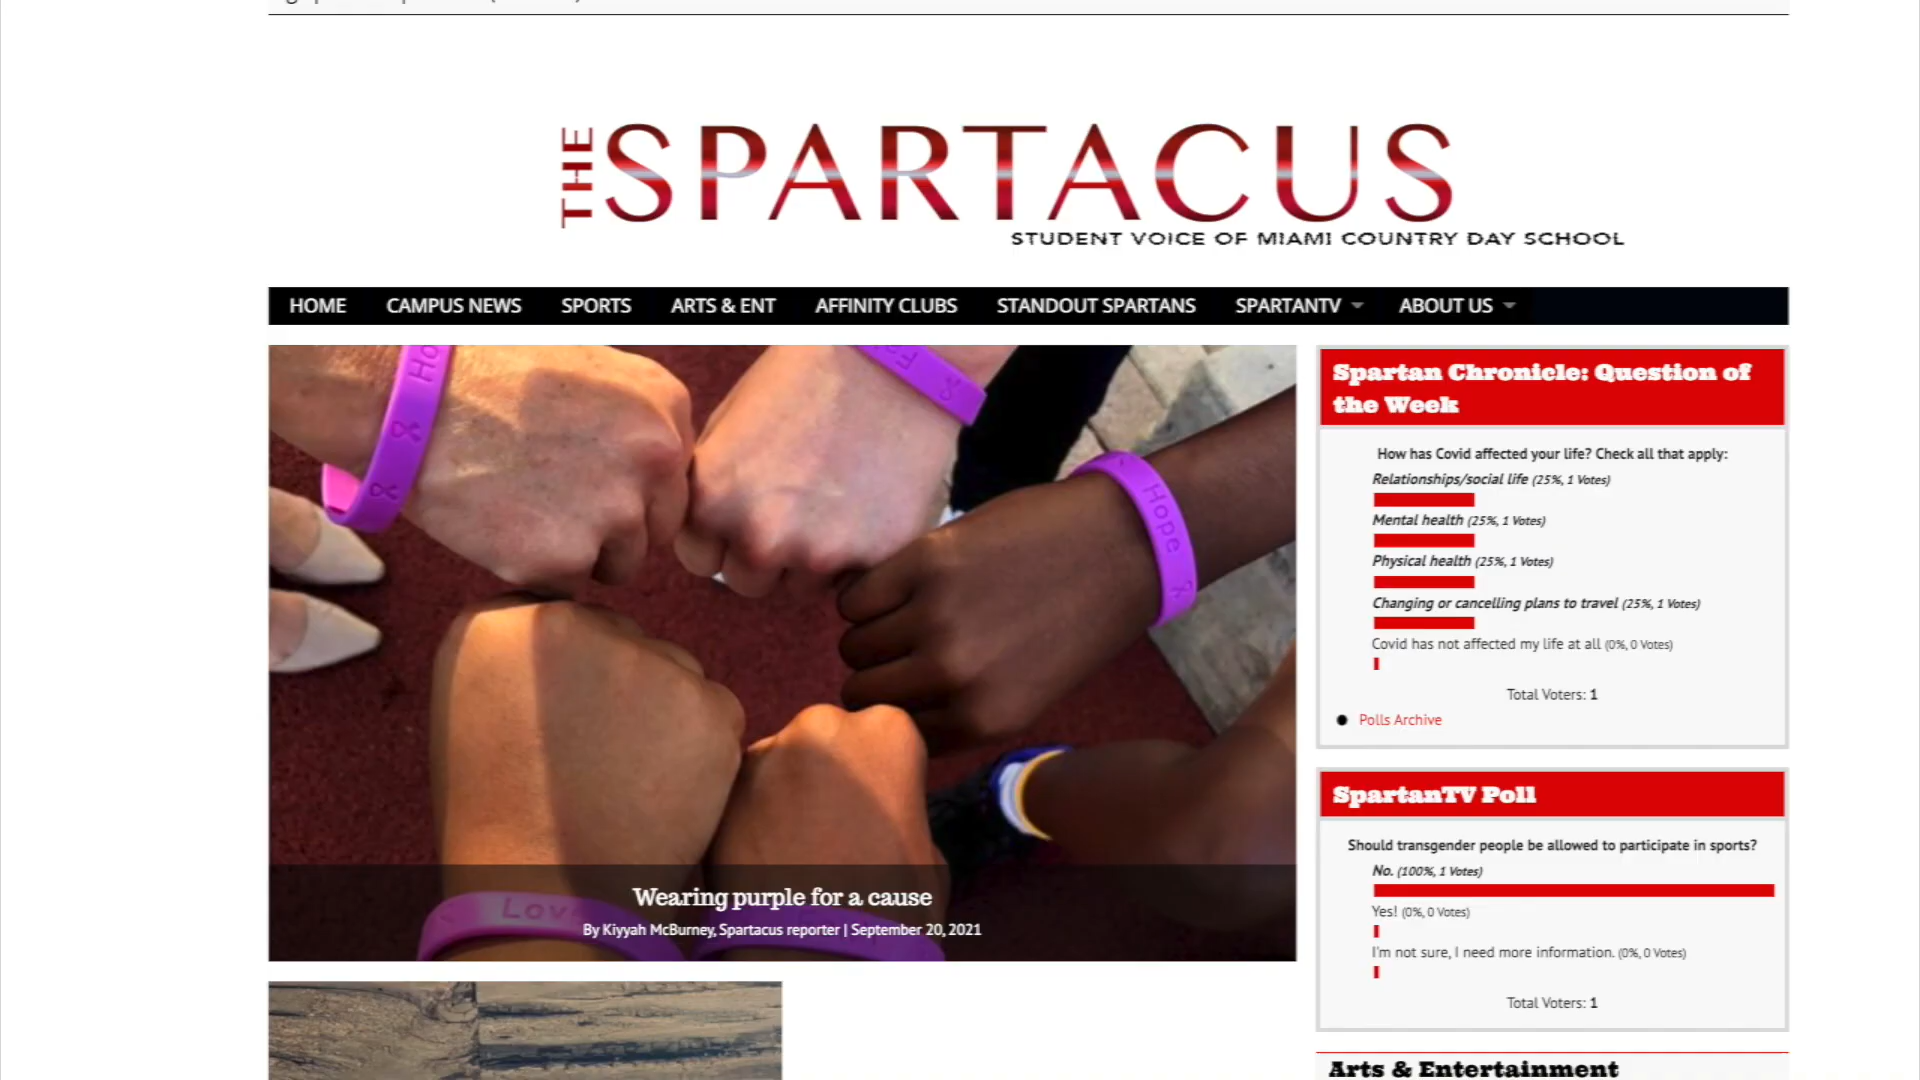 THE SPARTACUS
STUDENT VOICE OF MIAMI COUNTRY DAY SCHOOL
HOME CAMPUS NEWS SPORTS ARTS & ENT AFFINITY CLUBS STANDOUT SPARTANS SPARTANTV ABOUT US
Ho
Hope
Lov
Wearing purple for a cause
By Kiyyah McBurney, Spartacus reporter | September 20, 2021
Spartan Chronicle: Question of
the Week
How has Covid affected your life? Check all that apply:
Relationships/social life (25%, 1 Votes)
Mental health (25%, 1 Votes)
Physical health (25%, 1 Votes)
Changing or cancelling plans to travel (25%, 1 Votes)
Covid has not affected my life at all (0%, 0 Votes)
Total Voters: 1
Polls Archive
SpartanTV Poll
Should transgender people be allowed to participate in sports?
No. (100%, 1 Votes)
Yes! (0%, 0 Votes)
I'm not sure, I need more information. (0%, 0 Votes)
Total Voters: 1
Arts & Entertainment